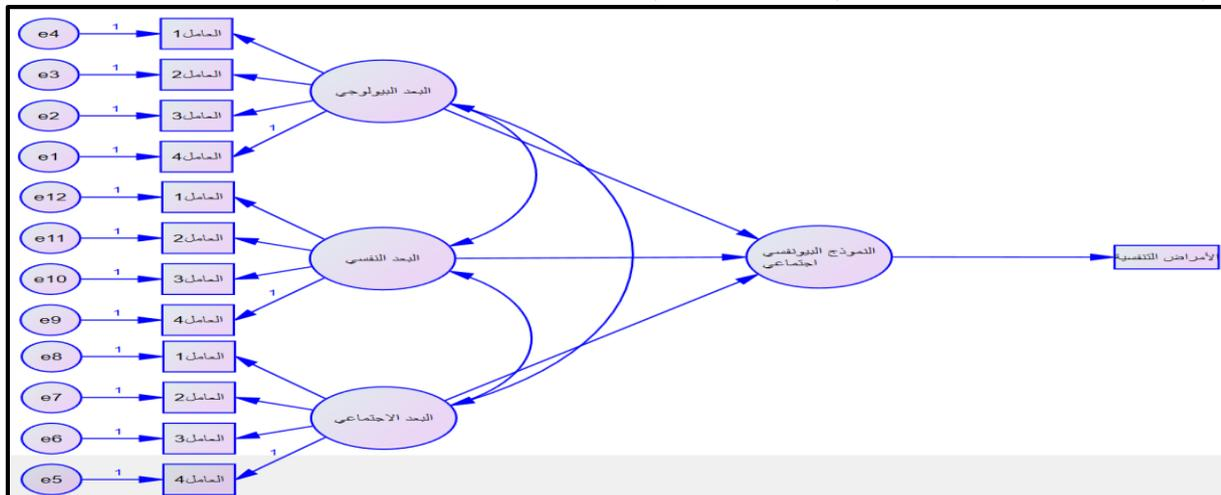 e4
1
العامل1
e3
1
العامل2
e2
1
العامل3
e1
1
العامل4
1
البعد البيولوجي
e12
1
العامل1
e11
1
العامل2
e10
1
العامل3
e9
1
العامل4
1
البعد النفسي
e8
1
العامل1
e7
1
العامل2
e6
1
العامل3
e5
1
العامل4
1
البعد الاجتماعي
النموذج البيونفسي
اجتماعي
الأمراض التنفسية